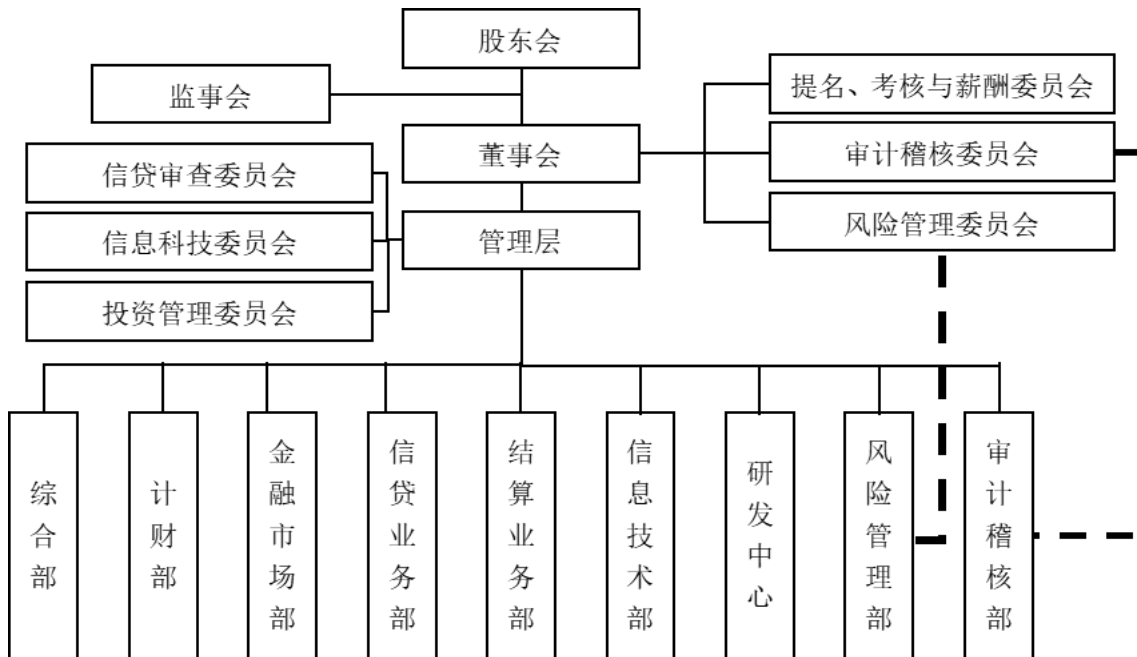 股东会
监事会
提名、考核与薪酬委员会
董事会
审计稽核委员会
信贷审查委员会
风险管理委员会
信息科技委员会
管理层
投资管理委员会
综合部
计财部
金融市场部
信贷业务部
结算业务部
信息技术部
研发中心
风险管理部
审计稽核部